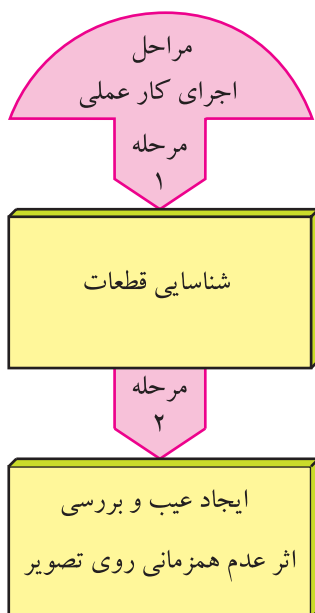 مراحل
اجرای کار عملی
مرحله
۱
شناسایی قطعات
مرحله
۲
ایجاد عیب و بررسی
اثر عدم همزمانی روی تصویر